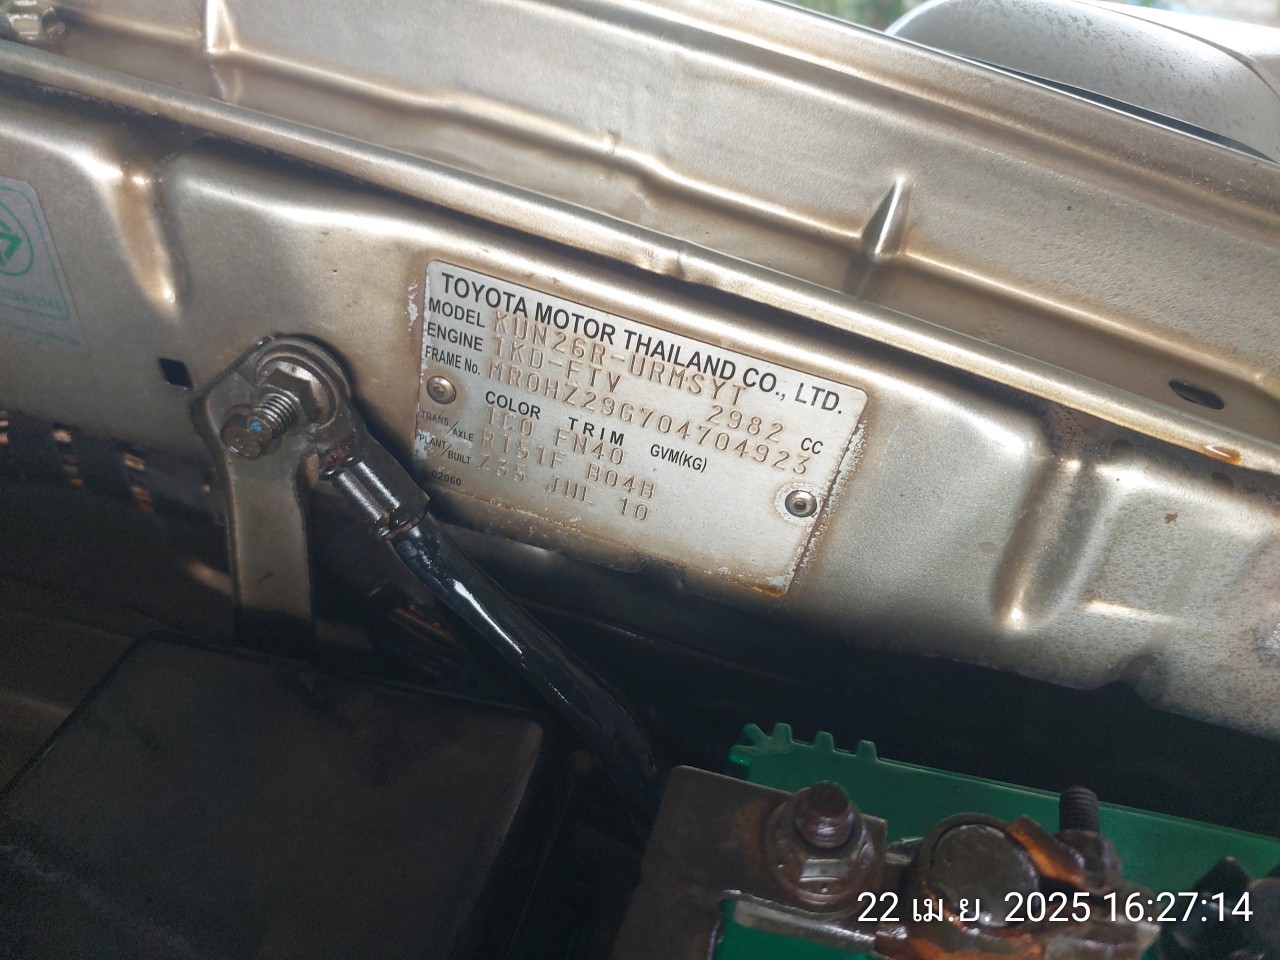 TOYOTA MOTOR THAILAND CO., LTD.
MODEL KUN26R-URMSYT
ENGINE 1KD-FTV 2982 CC
FRAME No. MR0HZ29G704704923
COLOR TRIM GVM(KG)
1C0 FN40
TRANS/AXLE R151F B04B
PLANT/BUILT Z35 JUL 10
02060
22 เม.ย. 2025 16:27:14